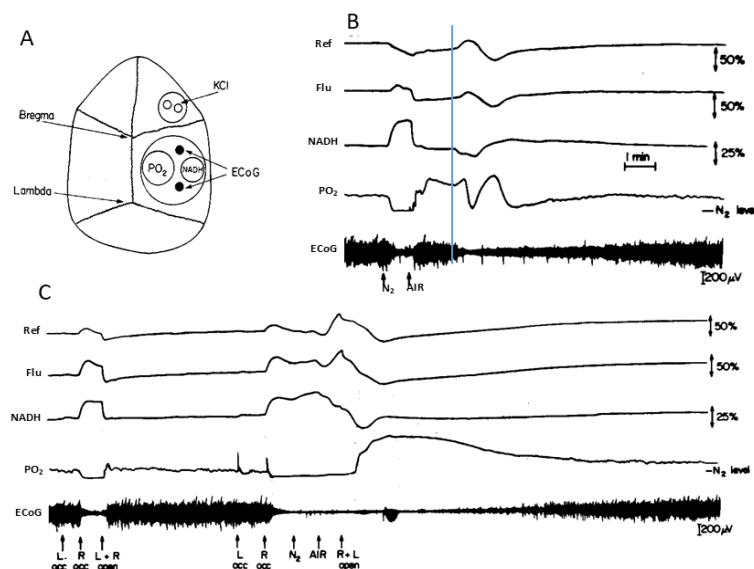 A
KCl
Bregma
PO2
NADH
ECoG
Lambda
B
Ref
50%
Flu
50%
NADH
25%
1 min
PO2
N2 level
ECoG
200μV
N2
AIR
C
Ref
50%
Flu
50%
NADH
25%
PO2
N2 level
ECoG
200μV
L. occ
R occ
L + R open
L occ
R occ
N2
AIR
R+L open